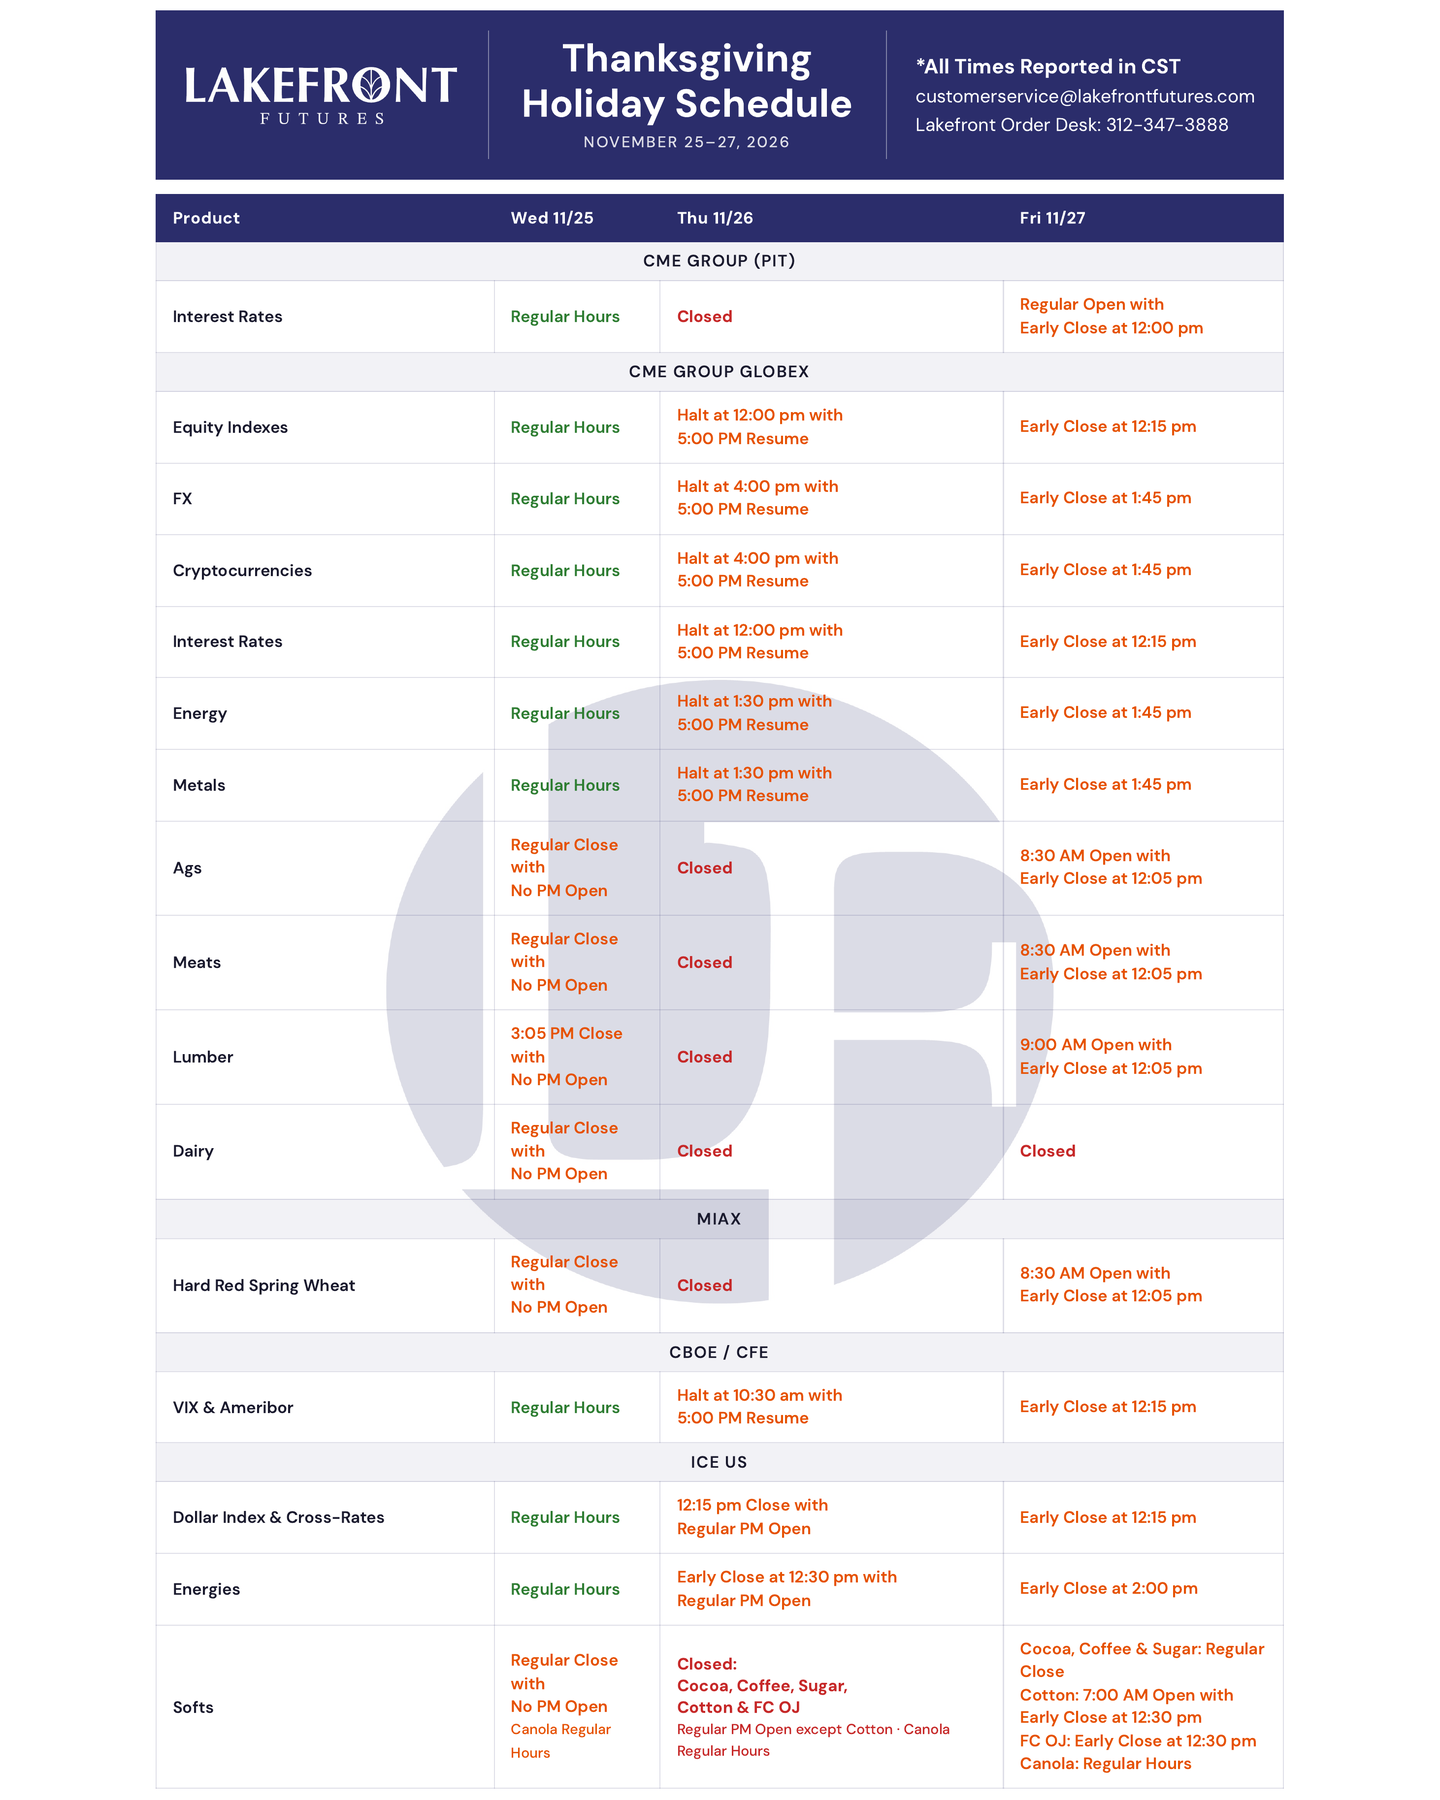 LAKEFRONT
FUTURES
Thanksgiving
Holiday Schedule
NOVEMBER 25–27, 2026
*All Times Reported in CST
customerservice@lakefrontfutures.com
Lakefront Order Desk: 312-347-3888
Product Wed 11/25 Thu 11/26 Fri 11/27
CME GROUP (PIT)
Interest Rates
Regular Hours
Closed
Regular Open with
Early Close at 12:00 pm
CME GROUP GLOBEX
Equity Indexes
Regular Hours
Halt at 12:00 pm with
5:00 PM Resume
Early Close at 12:15 pm
FX
Regular Hours
Halt at 4:00 pm with
5:00 PM Resume
Early Close at 1:45 pm
Cryptocurrencies
Regular Hours
Halt at 4:00 pm with
5:00 PM Resume
Early Close at 1:45 pm
Interest Rates
Regular Hours
Halt at 12:00 pm with
5:00 PM Resume
Early Close at 12:15 pm
Energy
Regular Hours
Halt at 1:30 pm with
5:00 PM Resume
Early Close at 1:45 pm
Metals
Regular Hours
Halt at 1:30 pm with
5:00 PM Resume
Early Close at 1:45 pm
Ags
Regular Close
with
No PM Open
Closed
8:30 AM Open with
Early Close at 12:05 pm
Meats
Regular Close
with
No PM Open
Closed
8:30 AM Open with
Early Close at 12:05 pm
Lumber
3:05 PM Close
with
No PM Open
Closed
9:00 AM Open with
Early Close at 12:05 pm
Dairy
Regular Close
with
No PM Open
Closed
Closed
MIAX
Hard Red Spring Wheat
Regular Close
with
No PM Open
Closed
8:30 AM Open with
Early Close at 12:05 pm
CBOE / CFE
VIX & Ameribor
Regular Hours
Halt at 10:30 am with
5:00 PM Resume
Early Close at 12:15 pm
ICE US
Dollar Index & Cross-Rates
Regular Hours
12:15 pm Close with
Regular PM Open
Early Close at 12:15 pm
Energies
Regular Hours
Early Close at 12:30 pm with
Regular PM Open
Early Close at 2:00 pm
Softs
Regular Close
with
No PM Open
Canola Regular
Hours
Closed:
Cocoa, Coffee, Sugar,
Cotton & FC OJ
Regular PM Open except Cotton · Canola
Regular Hours
Cocoa, Coffee & Sugar: Regular
Close
Cotton: 7:00 AM Open with
Early Close at 12:30 pm
FC OJ: Early Close at 12:30 pm
Canola: Regular Hours